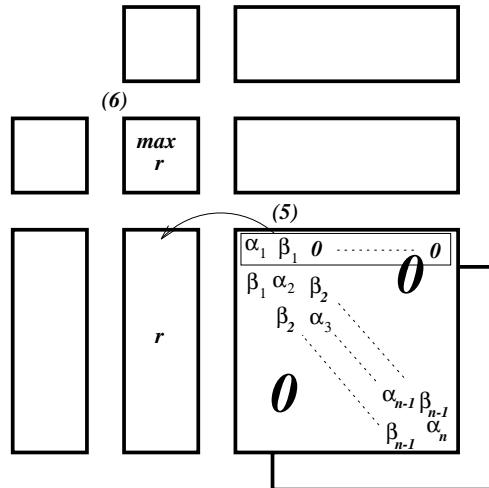 (6)
max
r
(5)
α₁ β₁ 0 ........... 0
0
β₁ α₂ β₂
β₂ α₃
r
0
αₙ₋₁ βₙ₋₁
βₙ₋₁ αₙ